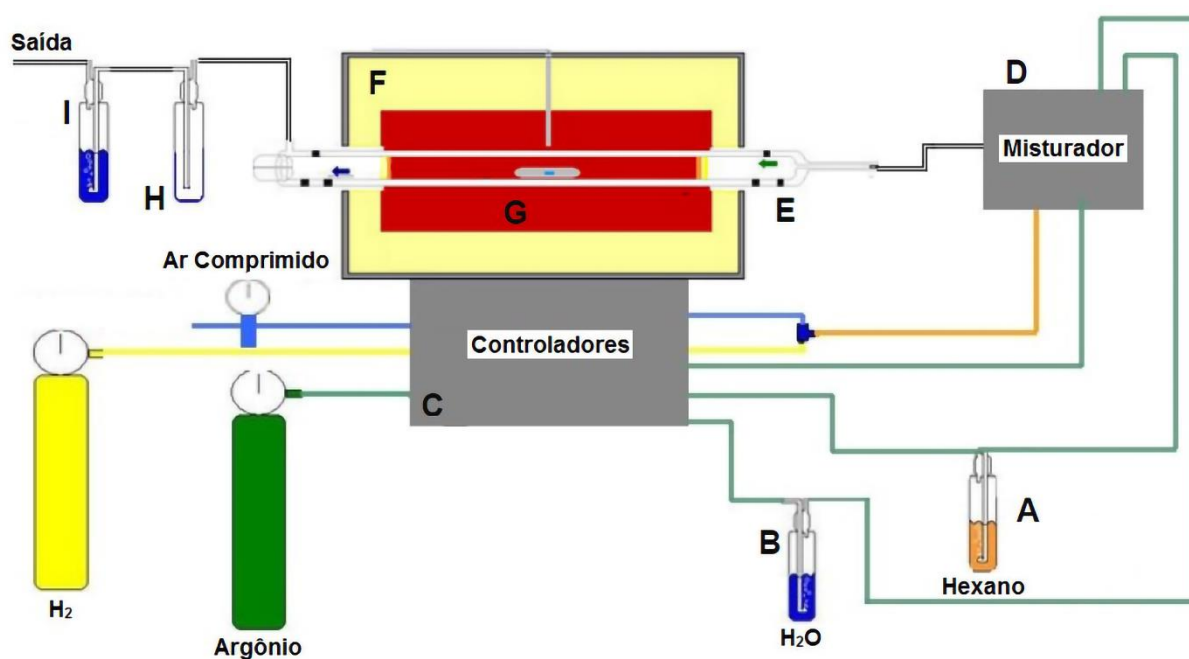 Saída
F
D
I
Misturador
H
E
G
Ar Comprimido
Controladores
C
A
B
Hexano
H₂
H₂O
Argônio